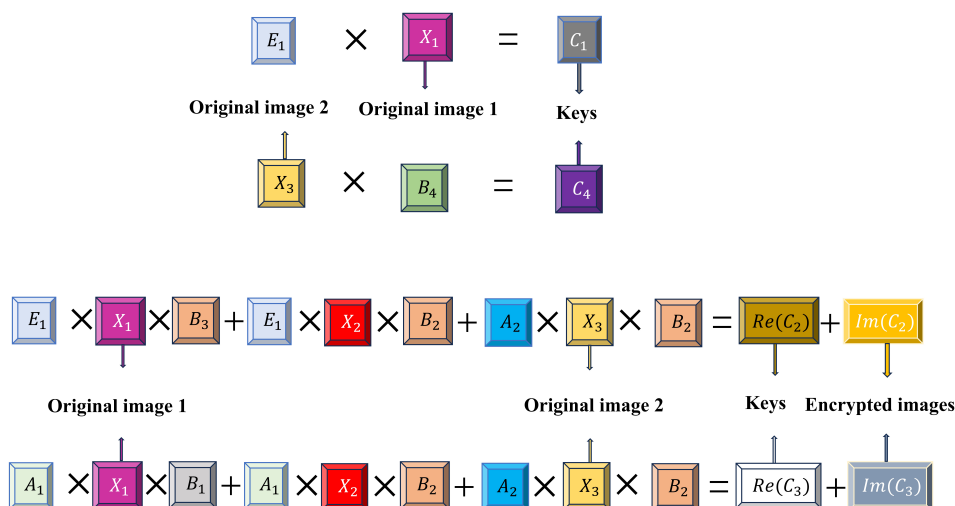 E₁ × X₁ = C₁
Original image 2 Original image 1 Keys
X₃ × B₄ = C₄
E₁ × X₁ × B₃ + E₁ × X₂ × B₂ + A₂ × X₃ × B₂ = Re(C₂) + Im(C₂)
Original image 1 Original image 2 Keys Encrypted images
A₁ × X₁ × B₁ + A₁ × X₂ × B₂ + A₂ × X₃ × B₂ = Re(C₃) + Im(C₃)